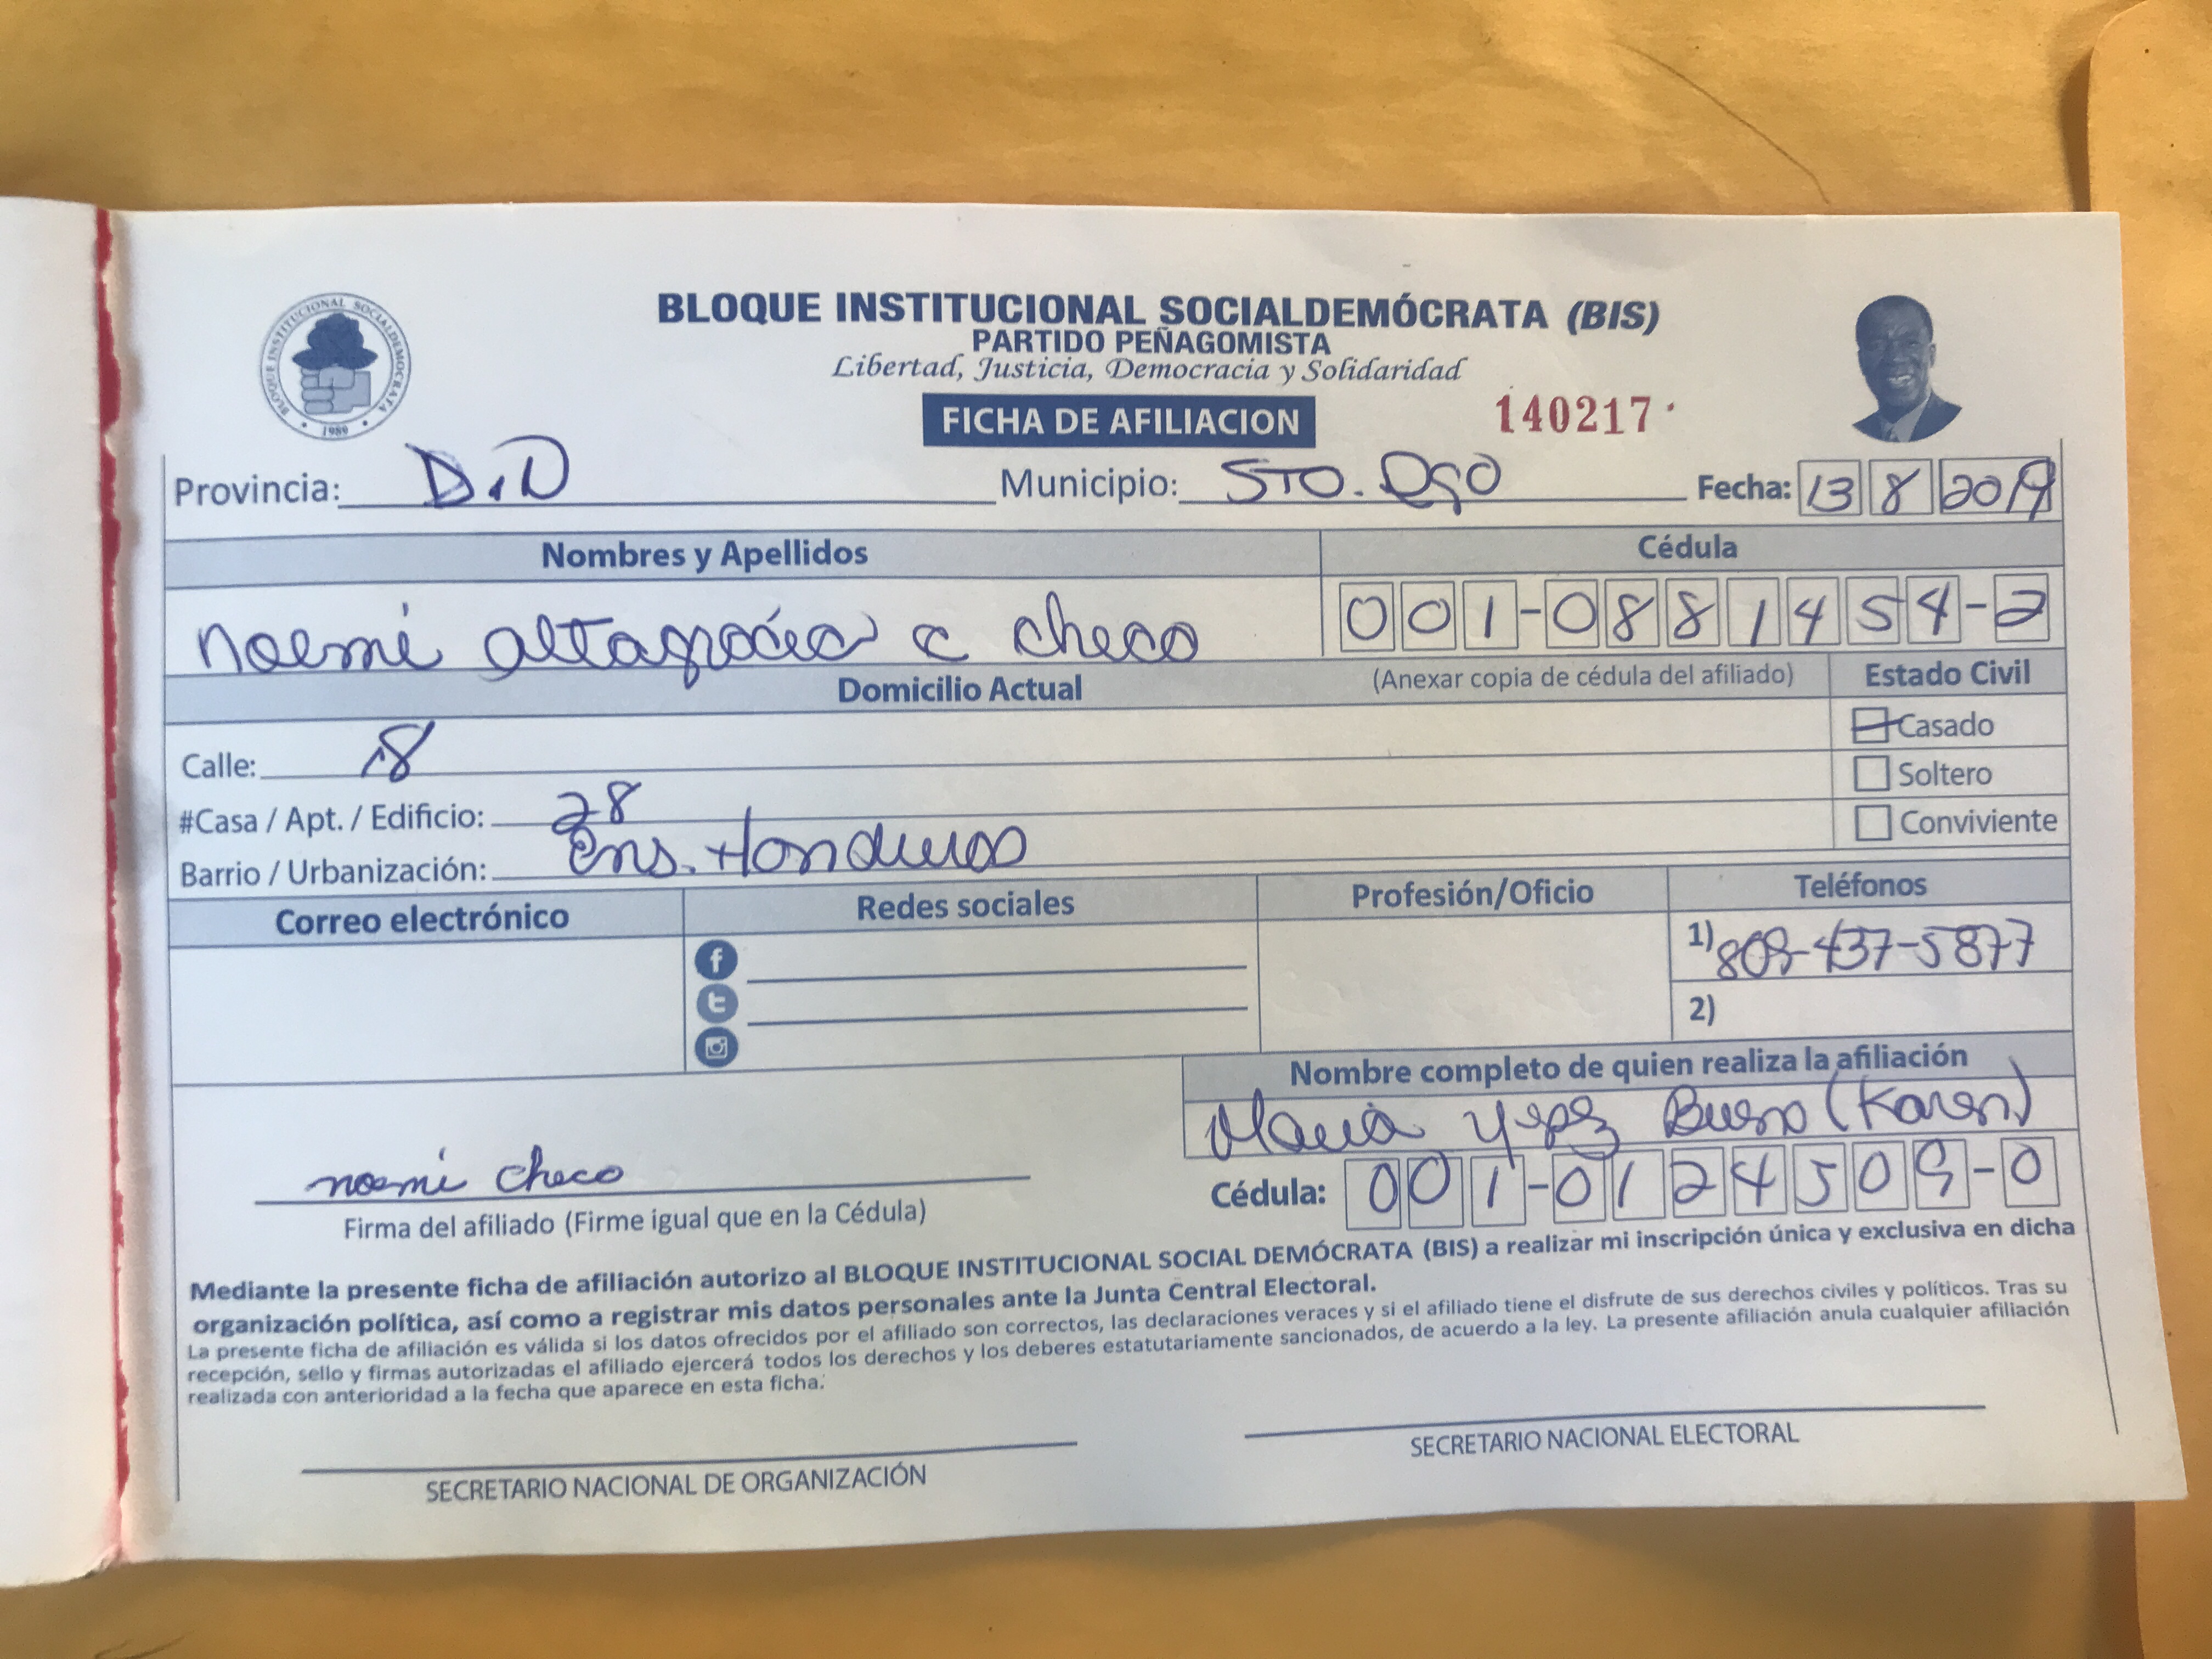 BLOQUE INSTITUCIONAL SOCIALDEMOCRATA
1989
BLOQUE INSTITUCIONAL SOCIALDEMÓCRATA (BIS)
PARTIDO PEÑAGOMISTA
Libertad, Justicia, Democracia y Solidaridad
FICHA DE AFILIACION 140217
Provincia: D.D Municipio: STO. DgO Fecha: 13 8 2019
Nombres y Apellidos Cédula
noemi altagracia c checo 001-0881454-2
Domicilio Actual (Anexar copia de cédula del afiliado) Estado Civil
Calle: 18 Casado
Soltero
#Casa / Apt. / Edificio: 28
Conviviente
Barrio / Urbanización: Ens. Honduras
Correo electrónico Redes sociales Profesión/Oficio Teléfonos
1) 809-437-5877
2)
Nombre completo de quien realiza la afiliación
Maria Yepez Bueno (Karen)
noemi checo
Cédula: 001-0124509-0
Firma del afiliado (Firme igual que en la Cédula)
Mediante la presente ficha de afiliación autorizo al BLOQUE INSTITUCIONAL SOCIAL DEMÓCRATA (BIS) a realizar mi inscripción única y exclusiva en dicha
organización política, así como a registrar mis datos personales ante la Junta Central Electoral.
La presente ficha de afiliación es válida si los datos ofrecidos por el afiliado son correctos, las declaraciones veraces y si el afiliado tiene el disfrute de sus derechos civiles y políticos. Tras su
recepción, sello y firmas autorizadas el afiliado ejercerá todos los derechos y los deberes estatutariamente sancionados, de acuerdo a la ley. La presente afiliación anula cualquier afiliación
realizada con anterioridad a la fecha que aparece en esta ficha.
SECRETARIO NACIONAL DE ORGANIZACIÓN SECRETARIO NACIONAL ELECTORAL